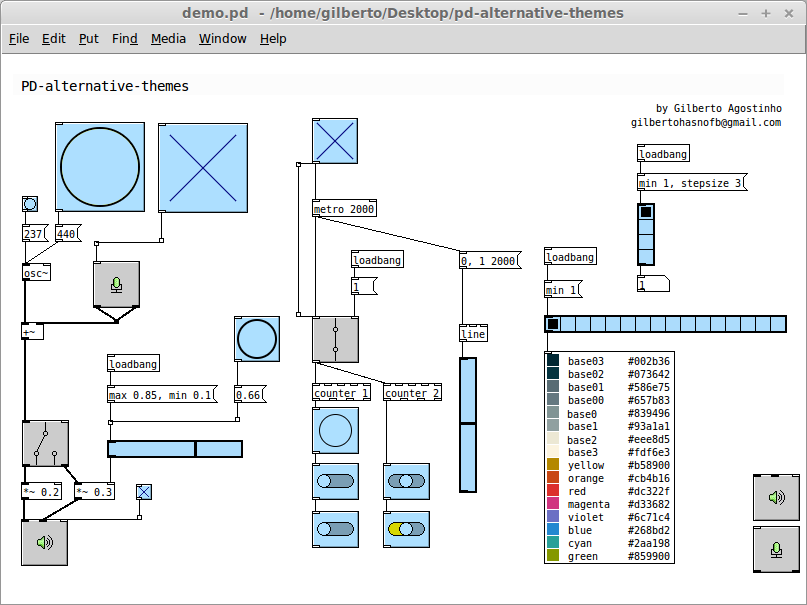 demo.pd  - /home/gilberto/Desktop/pd-alternative-themes
File Edit Put Find Media Window Help
PD-alternative-themes
by Gilberto Agostinho
gilbertohasnofb@gmail.com
loadbang
min 1, stepsize 3
1
237
440
osc~
+~
metro 2000
loadbang
1
0, 1 2000
line
loadbang
min 1
loadbang
max 0.85, min 0.1
0.66
counter 1
counter 2
*~ 0.2
*~ 0.3
base03 #002b36
base02 #073642
base01 #586e75
base00 #657b83
base0 #839496
base1 #93a1a1
base2 #eee8d5
base3 #fdf6e3
yellow #b58900
orange #cb4b16
red #dc322f
magenta #d33682
violet #6c71c4
blue #268bd2
cyan #2aa198
green #859900